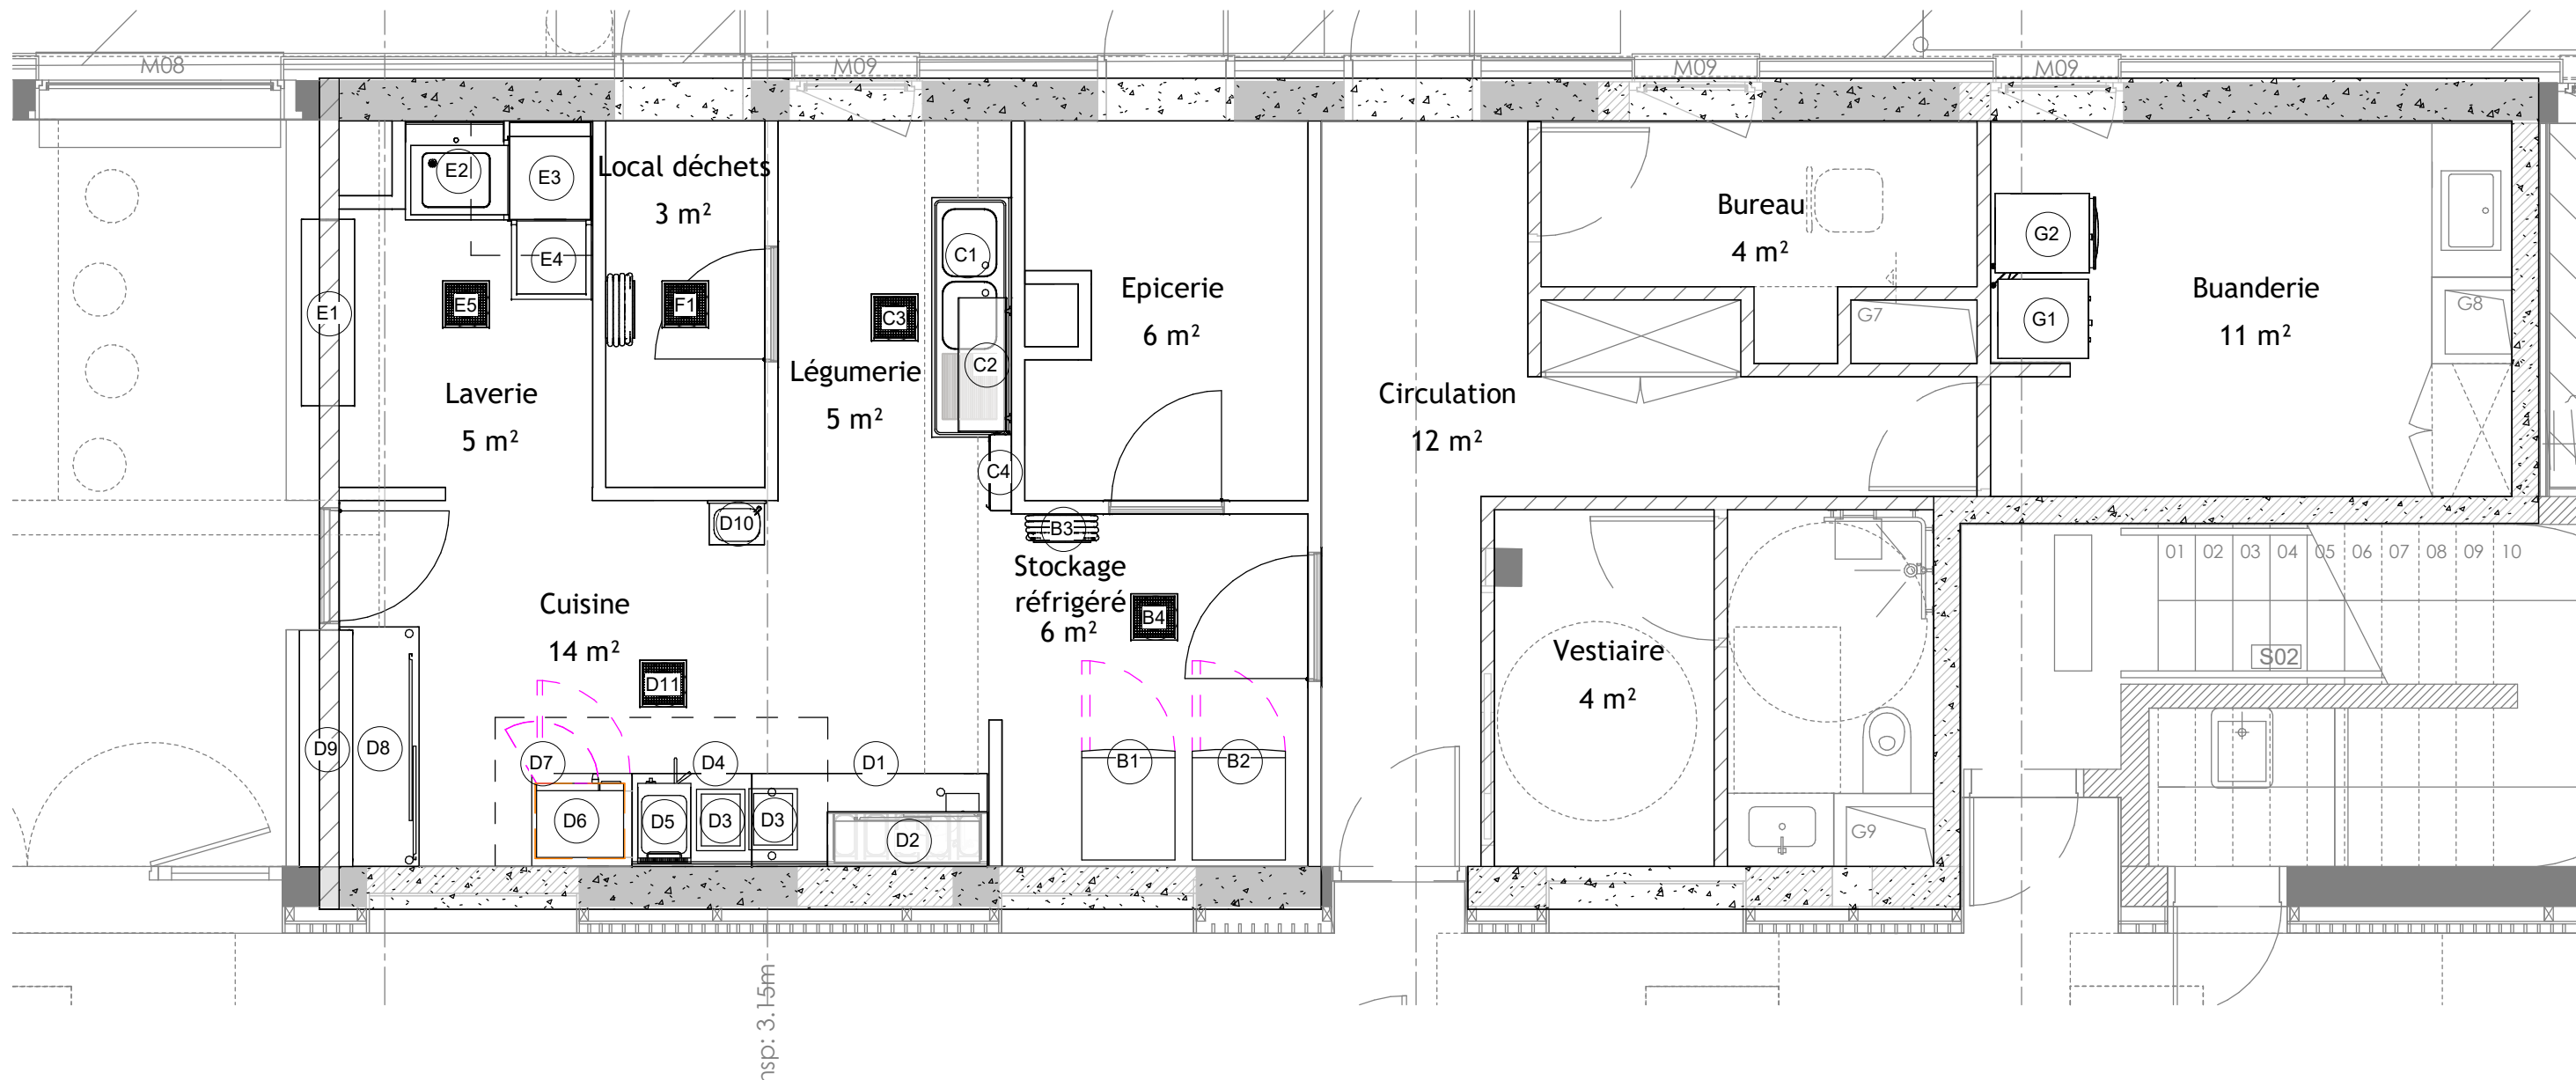 M08
M09
M09
M09
E2
E3
Local déchets
3 m²
E4
E5
F1
E1
Laverie
5 m²
C1
C3
C2
Légumerie
5 m²
C4
Epicerie
6 m²
Circulation
12 m²
Bureau
4 m²
G7
G2
G1
Buanderie
11 m²
G8
D10
B3
Stockage
réfrigéré
6 m²
B4
Cuisine
14 m²
D11
D9
D8
D7
D4
D1
D6
D5
D3
D3
D2
B1
B2
Vestiaire
4 m²
G9
01 02 03 04 05 06 07 08 09 10
S02
nsp: 3.15m